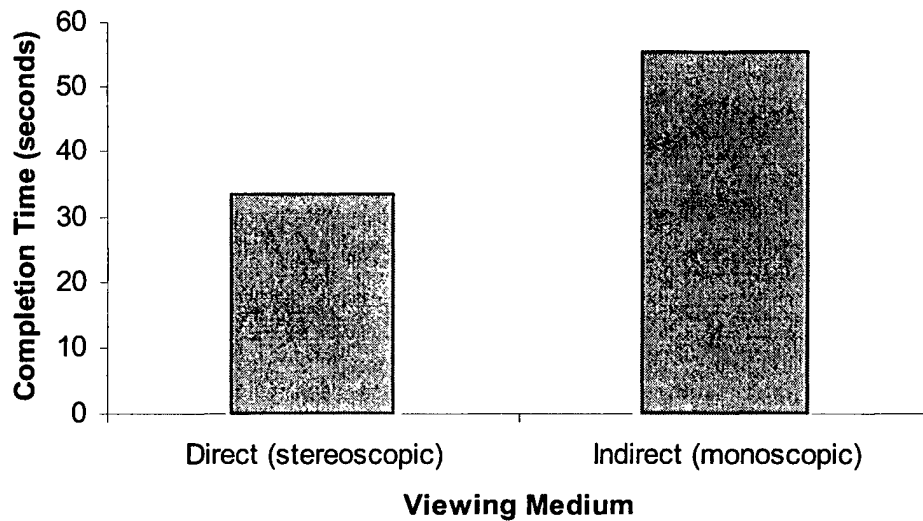 Completion Time (seconds)
60
50
40
30
20
10
0
Direct (stereoscopic)
Indirect (monoscopic)
Viewing Medium